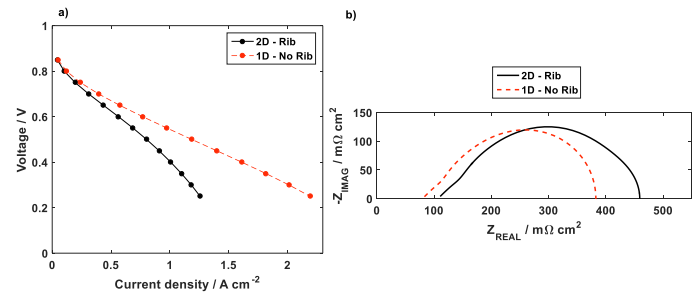 a)
2D - Rib
1D - No Rib
Voltage / V
1
0.8
0.6
0.4
0.2
0
0
0.5
1
1.5
2
Current density / A cm-2
b)
2D - Rib
1D - No Rib
-ZIMAG / mΩ cm2
150
100
50
0
0
100
200
300
400
500
ZREAL / mΩ cm2